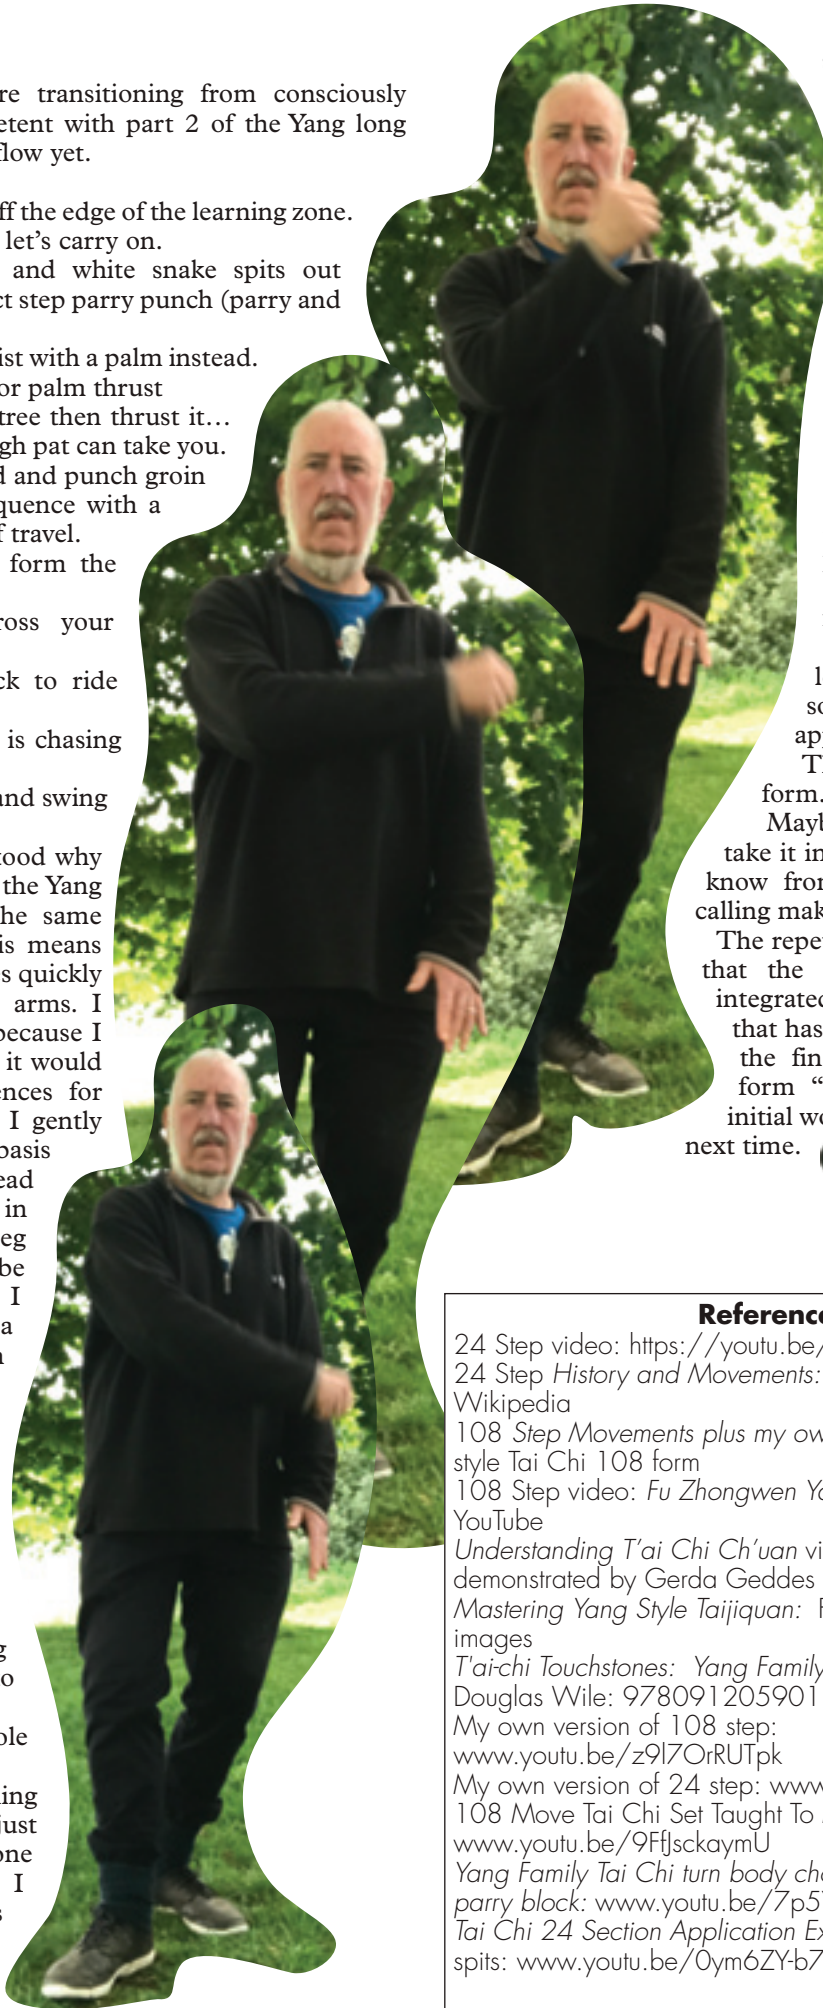 re transitioning from consciously
etent with part 2 of the Yang long
flow yet.
ff the edge of the learning zone.
let's carry on.
and white snake spits out
ct step parry punch (parry and
ist with a palm instead.
or palm thrust
tree then thrust it…
gh pat can take you.
d and punch groin
quence with a
f travel.
form the
ross your
ck to ride
is chasing
and swing
tood why
the Yang
he same
is means
s quickly
arms. I
because I
it would
ences for
I gently
basis
ead
in
eg
be
I
a
n
g
o
ole
ing
just
one
I
s
l
so
app
Th
form.
Mayb
take it in
know from
calling mak
The repet
that the
integrated
that has
the fin
form “
initial wo
next time.
Reference
24 Step video: https://youtu.be/
24 Step History and Movements:
Wikipedia
108 Step Movements plus my ow
style Tai Chi 108 form
108 Step video: Fu Zhongwen Ya
YouTube
Understanding T'ai Chi Ch'uan vi
demonstrated by Gerda Geddes
Mastering Yang Style Taijiquan: F
images
T'ai-chi Touchstones: Yang Family
Douglas Wile: 978091205901
My own version of 108 step:
www.youtu.be/z9l7OrRUTpk
My own version of 24 step: www
108 Move Tai Chi Set Taught To
www.youtu.be/9FfJsckaymU
Yang Family Tai Chi turn body cho
parry block: www.youtu.be/7p5
Tai Chi 24 Section Application Ex
spits: www.youtu.be/0ym6ZY-b7